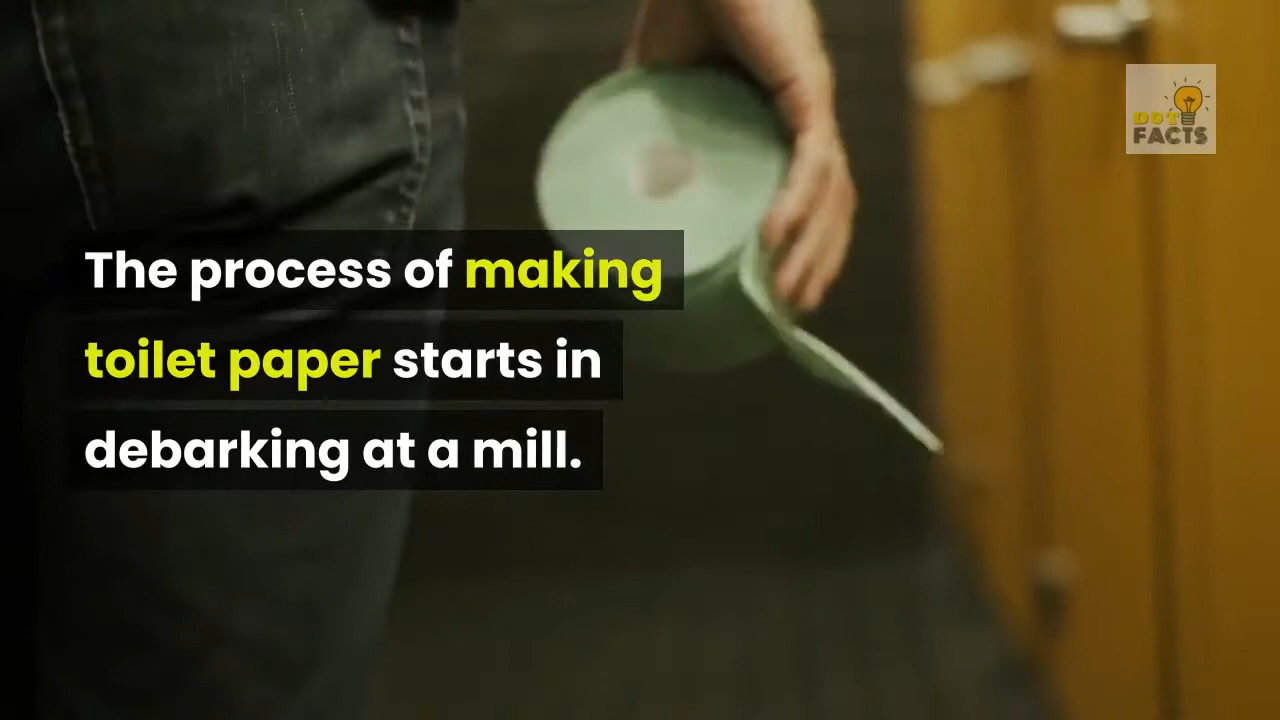 DOT
FACTS
The process of making
toilet paper starts in
debarking at a mill.